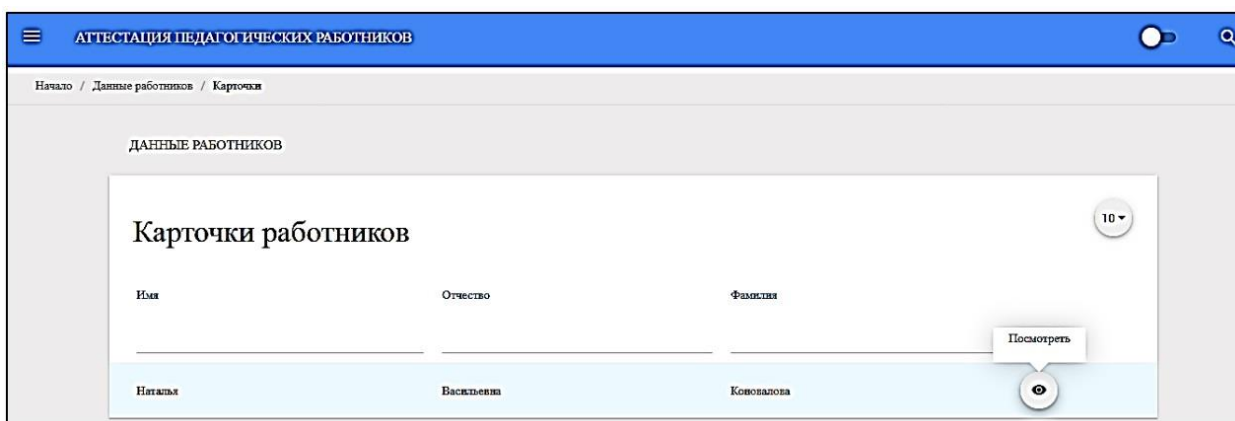 АТТЕСТАЦИЯ ПЕДАГОГИЧЕСКИХ РАБОТНИКОВ
Начало / Данные работников / Карточки
ДАННЫЕ РАБОТНИКОВ
Карточки работников
10
Имя Отчество Фамилия
Посмотреть
Наталья Васильевна Коновалова